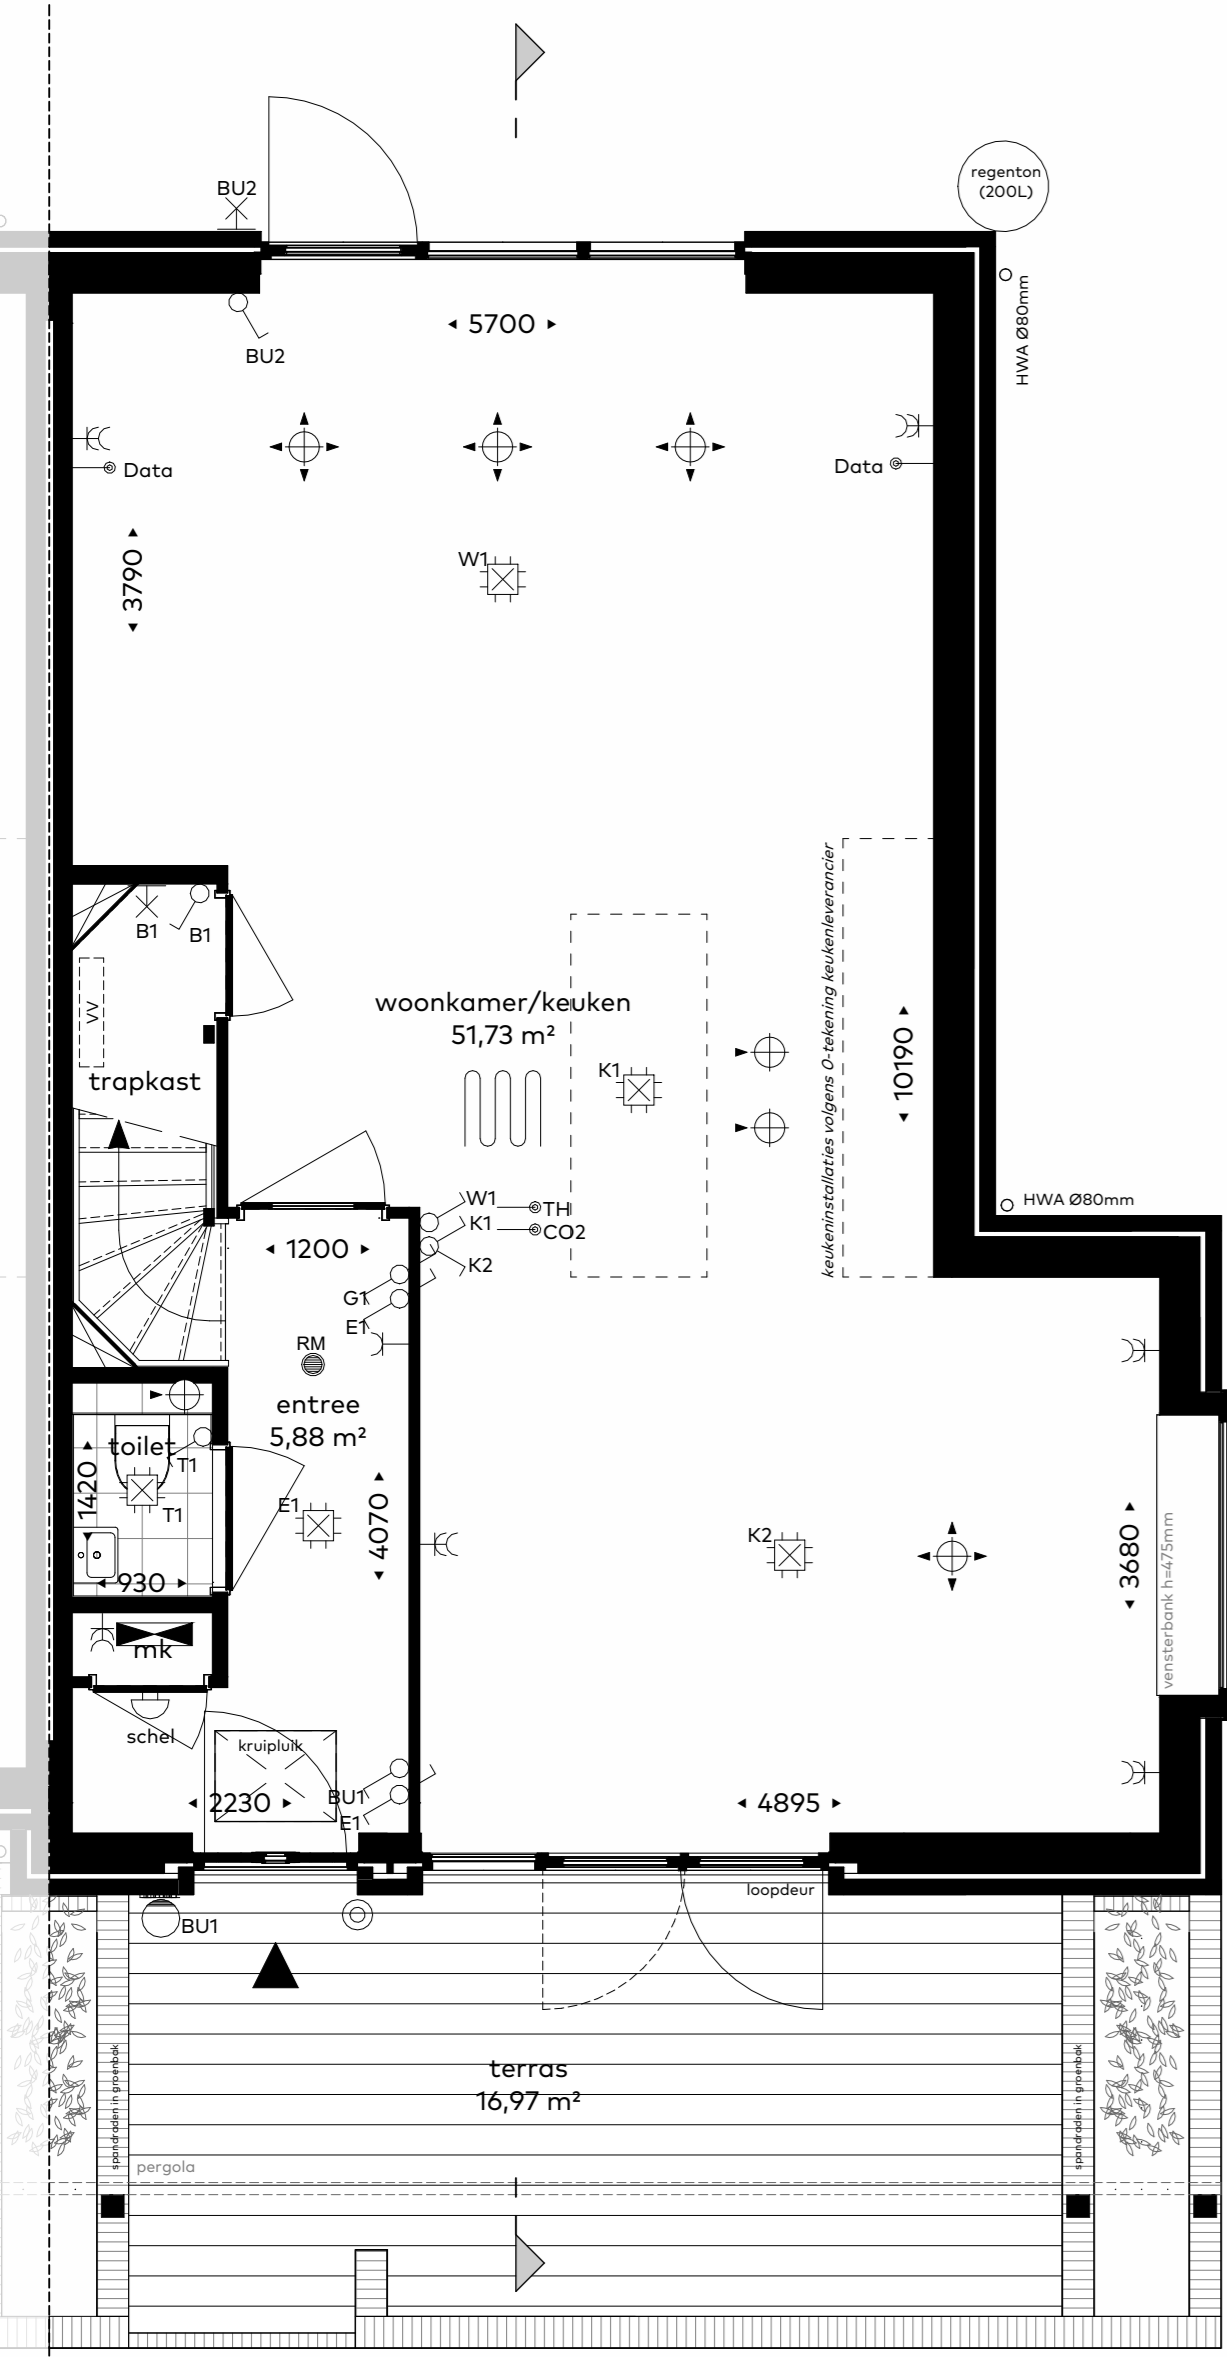 BU2
regenton
(200L)
HWA Ø80mm
BU2
5700
Data
Data
3790
W1
B1
B1
VV
trapkast
woonkamer/keuken
51,73 m²
K1
keukeninstallaties volgens 0-tekening keukenleverancier
10190
W1
TH
K1
CO2
K2
HWA Ø80mm
1200
G1
E1
RM
entree
5,88 m²
toilet
T1
T1
1420
930
E1
4070
K2
3680
vensterbank h=475mm
mk
schel
kruipluik
BU1
E1
2230
4895
loopdeur
BU1
terras
16,97 m²
spandraden in groenbak
spandraden in groenbak
pergola